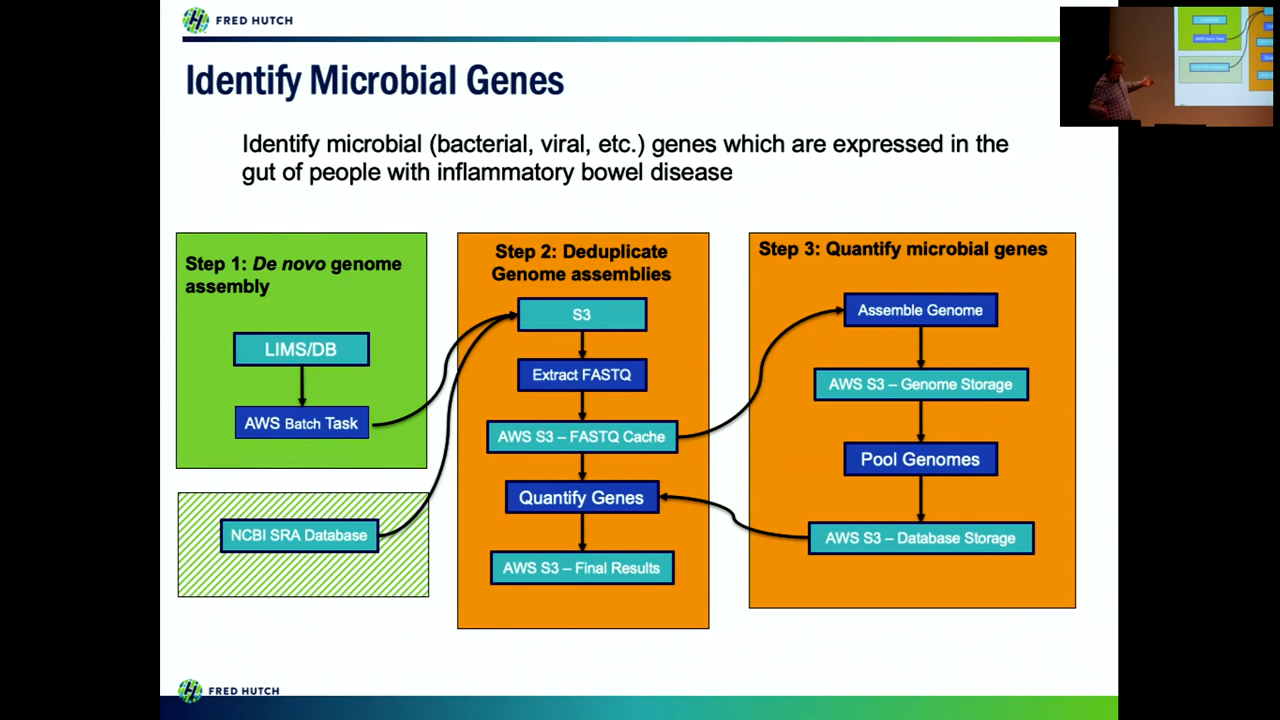 FRED HUTCH
Identify Microbial Genes
Identify microbial (bacterial, viral, etc.) genes which are expressed in the
gut of people with inflammatory bowel disease
Step 1: De novo genome
assembly
LIMS/DB
AWS Batch Task
NCBI SRA Database
Step 2: Deduplicate
Genome assemblies
S3
Extract FASTQ
AWS S3 – FASTQ Cache
Quantify Genes
AWS S3 – Final Results
Step 3: Quantify microbial genes
Assemble Genome
AWS S3 – Genome Storage
Pool Genomes
AWS S3 – Database Storage
FRED HUTCH